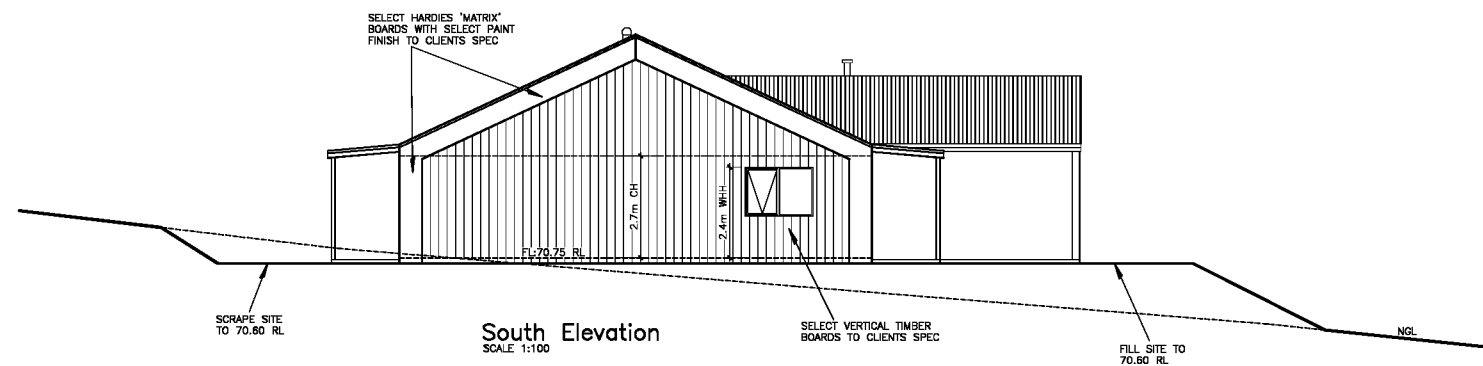 SELECT HARDIES 'MATRIX'
BOARDS WITH SELECT PAINT
FINISH TO CLIENTS SPEC
2.7m CH
2.4m WHH
FL:70.75 RL
SCRAPE SITE
TO 70.60 RL
South Elevation
SCALE 1:100
SELECT VERTICAL TIMBER
BOARDS TO CLIENTS SPEC
FILL SITE TO
70.60 RL
NGL